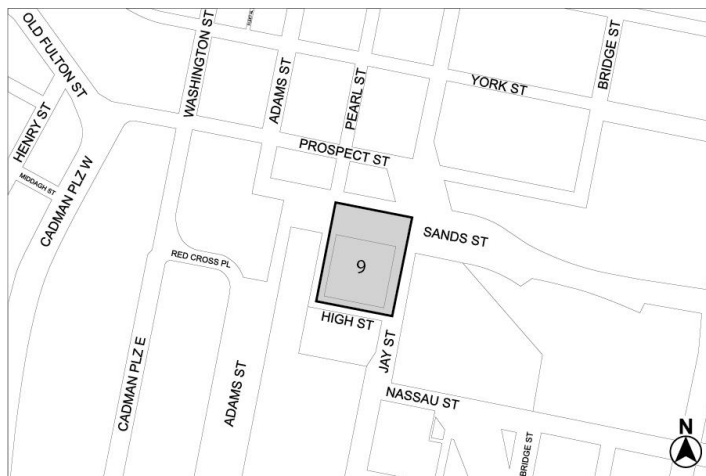 OLD FULTON ST
WASHINGTON ST
ADAMS ST
PEARL ST
BRIDGE ST
YORK ST
HENRY ST
PROSPECT ST
MIDDAGH ST
CADMAN PLZ W
SANDS ST
RED CROSS PL
9
HIGH ST
JAY ST
CADMAN PLZ E
ADAMS ST
NASSAU ST
BRIDGE ST
N